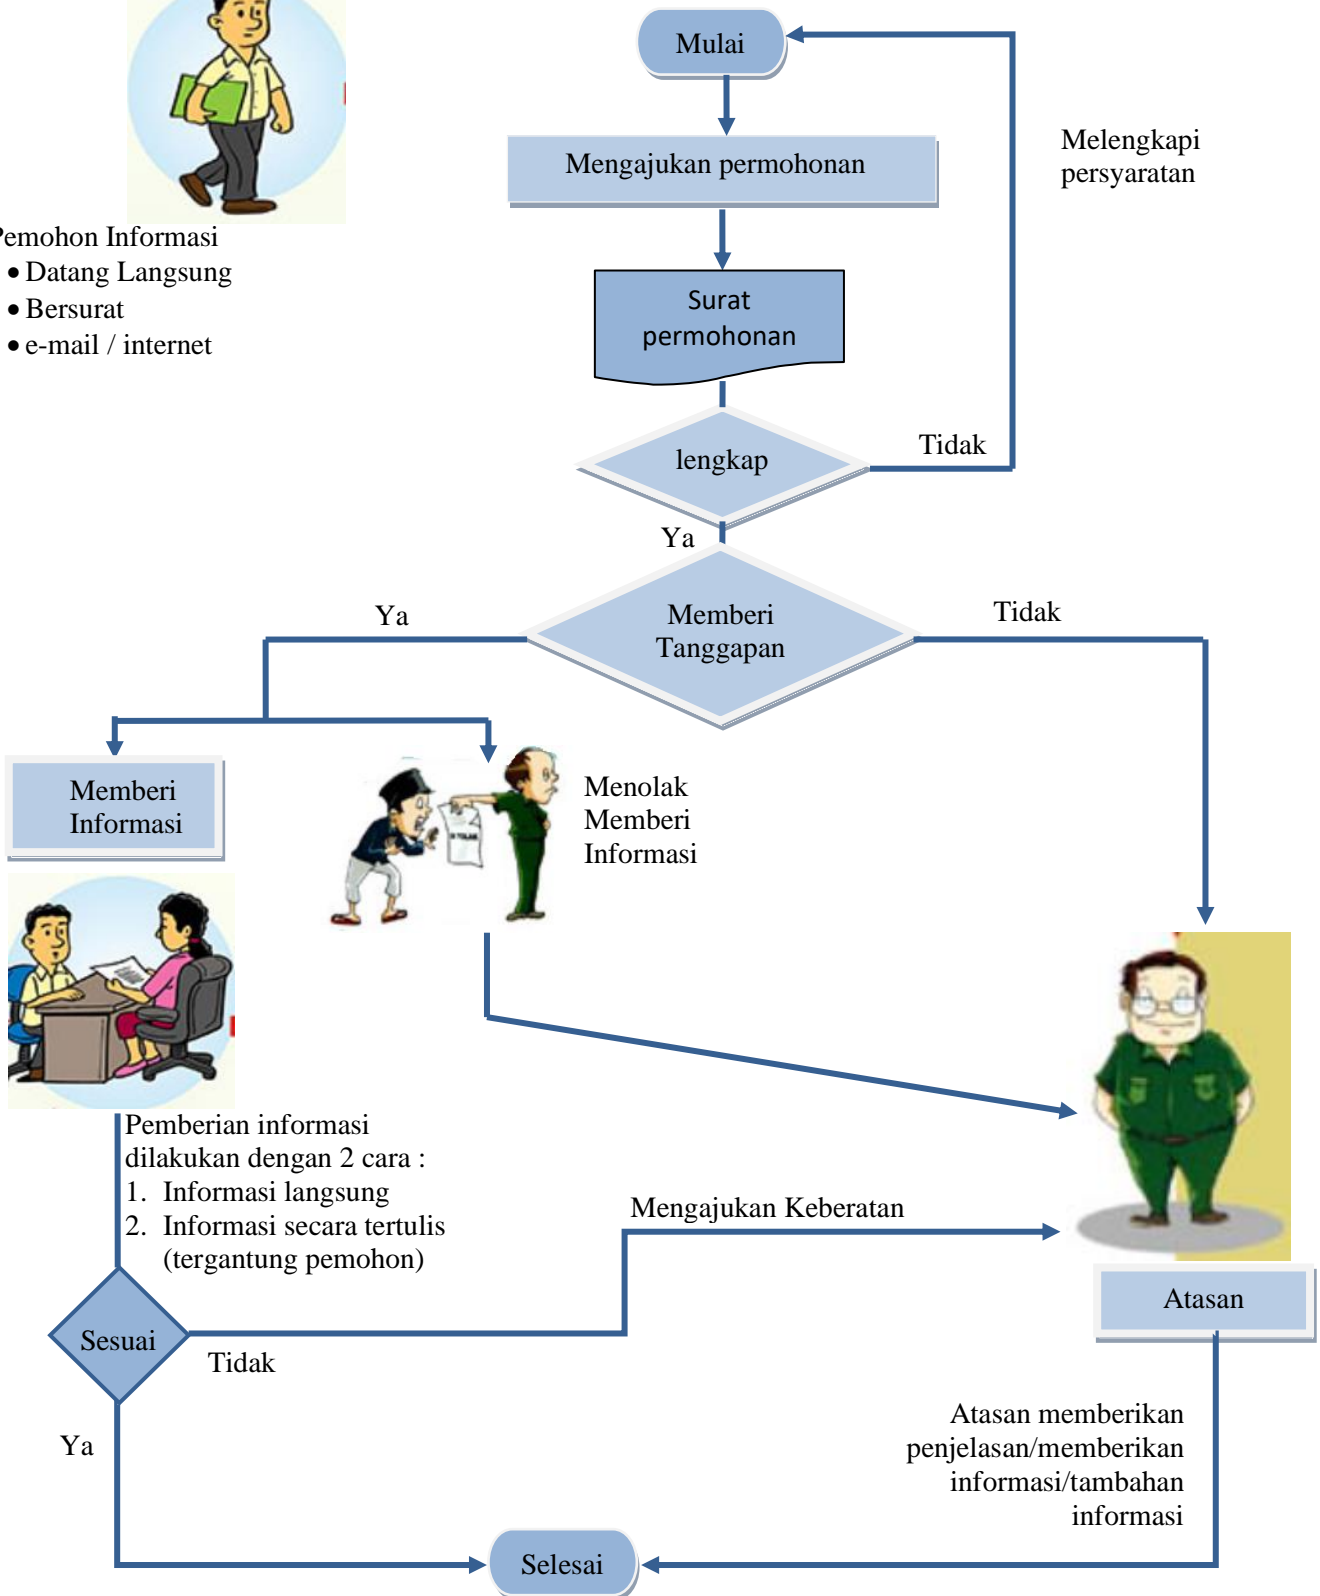 Mulai
Mengajukan permohonan
Melengkapi
persyaratan
Pemohon Informasi
• Datang Langsung
• Bersurat
• e-mail / internet
Surat
permohonan
lengkap
Tidak
Ya
Memberi
Tanggapan
Ya
Tidak
Memberi
Informasi
Menolak
Memberi
Informasi
Pemberian informasi
dilakukan dengan 2 cara :
1. Informasi langsung
2. Informasi secara tertulis
(tergantung pemohon)
Mengajukan Keberatan
Atasan
Sesuai
Tidak
Ya
Atasan memberikan
penjelasan/memberikan
informasi/tambahan
informasi
Selesai